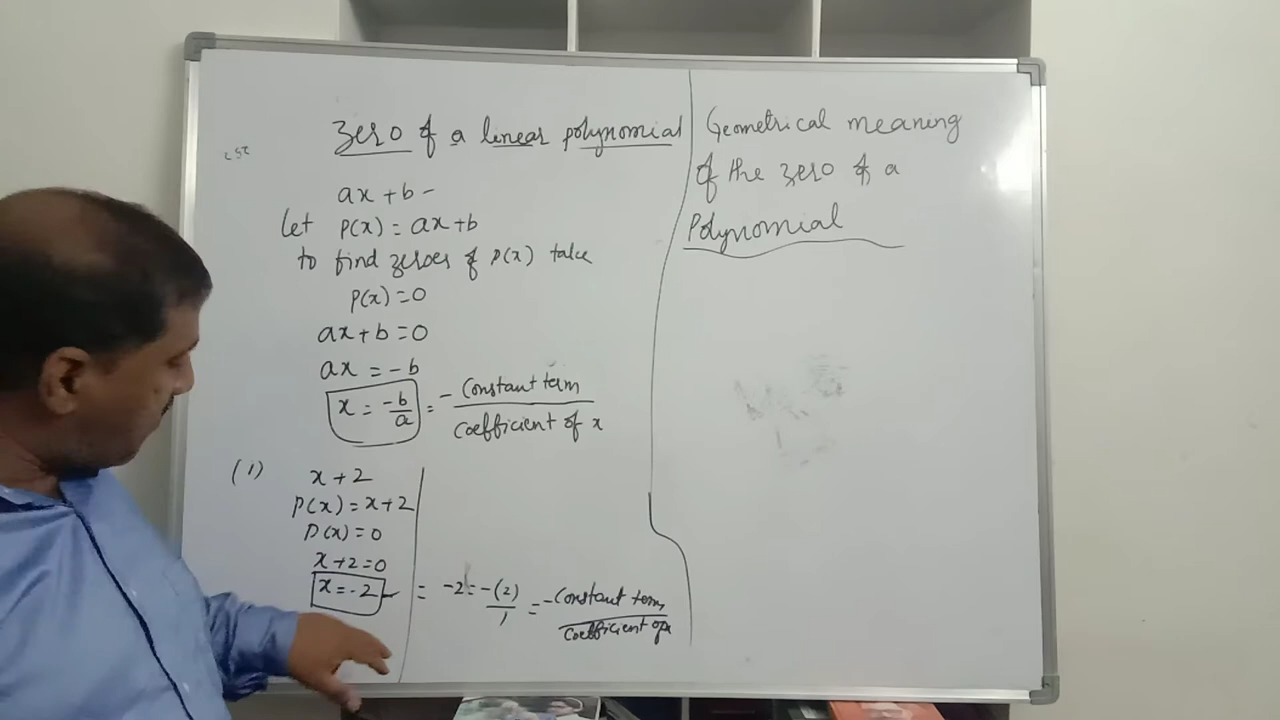 Zero of a linear polynomial
ax + b -
Let P(x) = ax+b
to find zeroes of P(x) take
P(x) = 0
ax + b = 0
ax = -b
x = -b/a = - Constant term / Coefficient of x
(1) x + 2
P(x) = x+2
P(x) = 0
x + 2 = 0
x = -2 = -2 = -(2)/1 = - Constant term / Coefficient of x
Geometrical meaning
of the zero of a
Polynomial